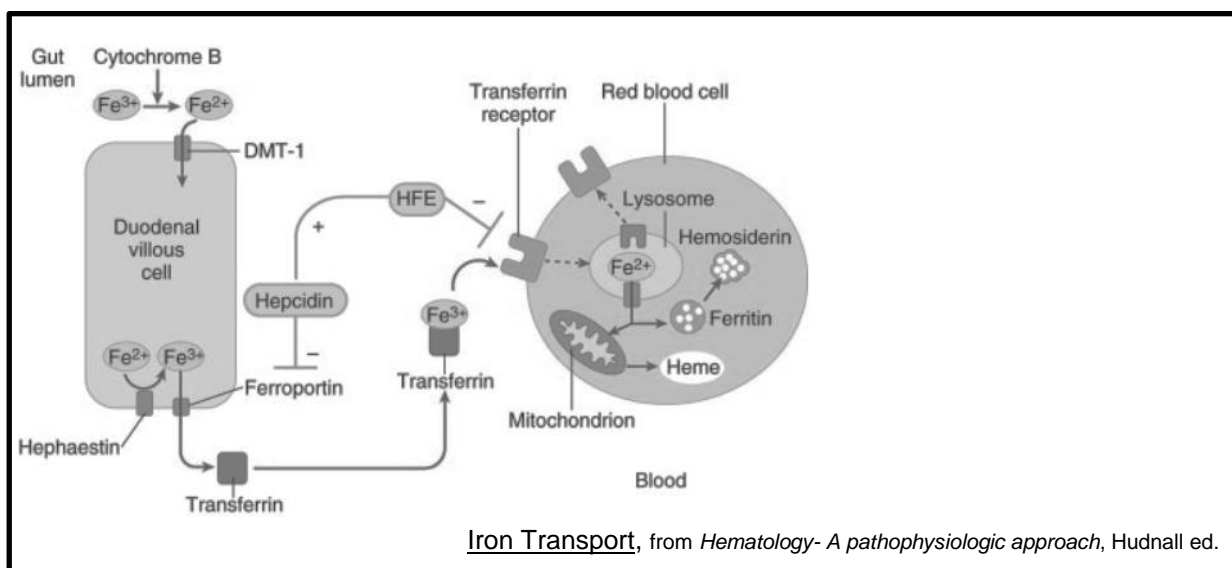 Gut
lumen
Cytochrome B
Fe3+
Fe2+
DMT-1
Duodenal
villous
cell
Fe2+
Fe3+
Hephaestin
Ferroportin
Transferrin
Hepcidin
+
−
HFE
−
Fe3+
Transferrin
Transferrin
receptor
Red blood cell
Lysosome
Fe2+
Hemosiderin
Ferritin
Heme
Mitochondrion
Blood
Iron Transport, from Hematology- A pathophysiologic approach, Hudnall ed.